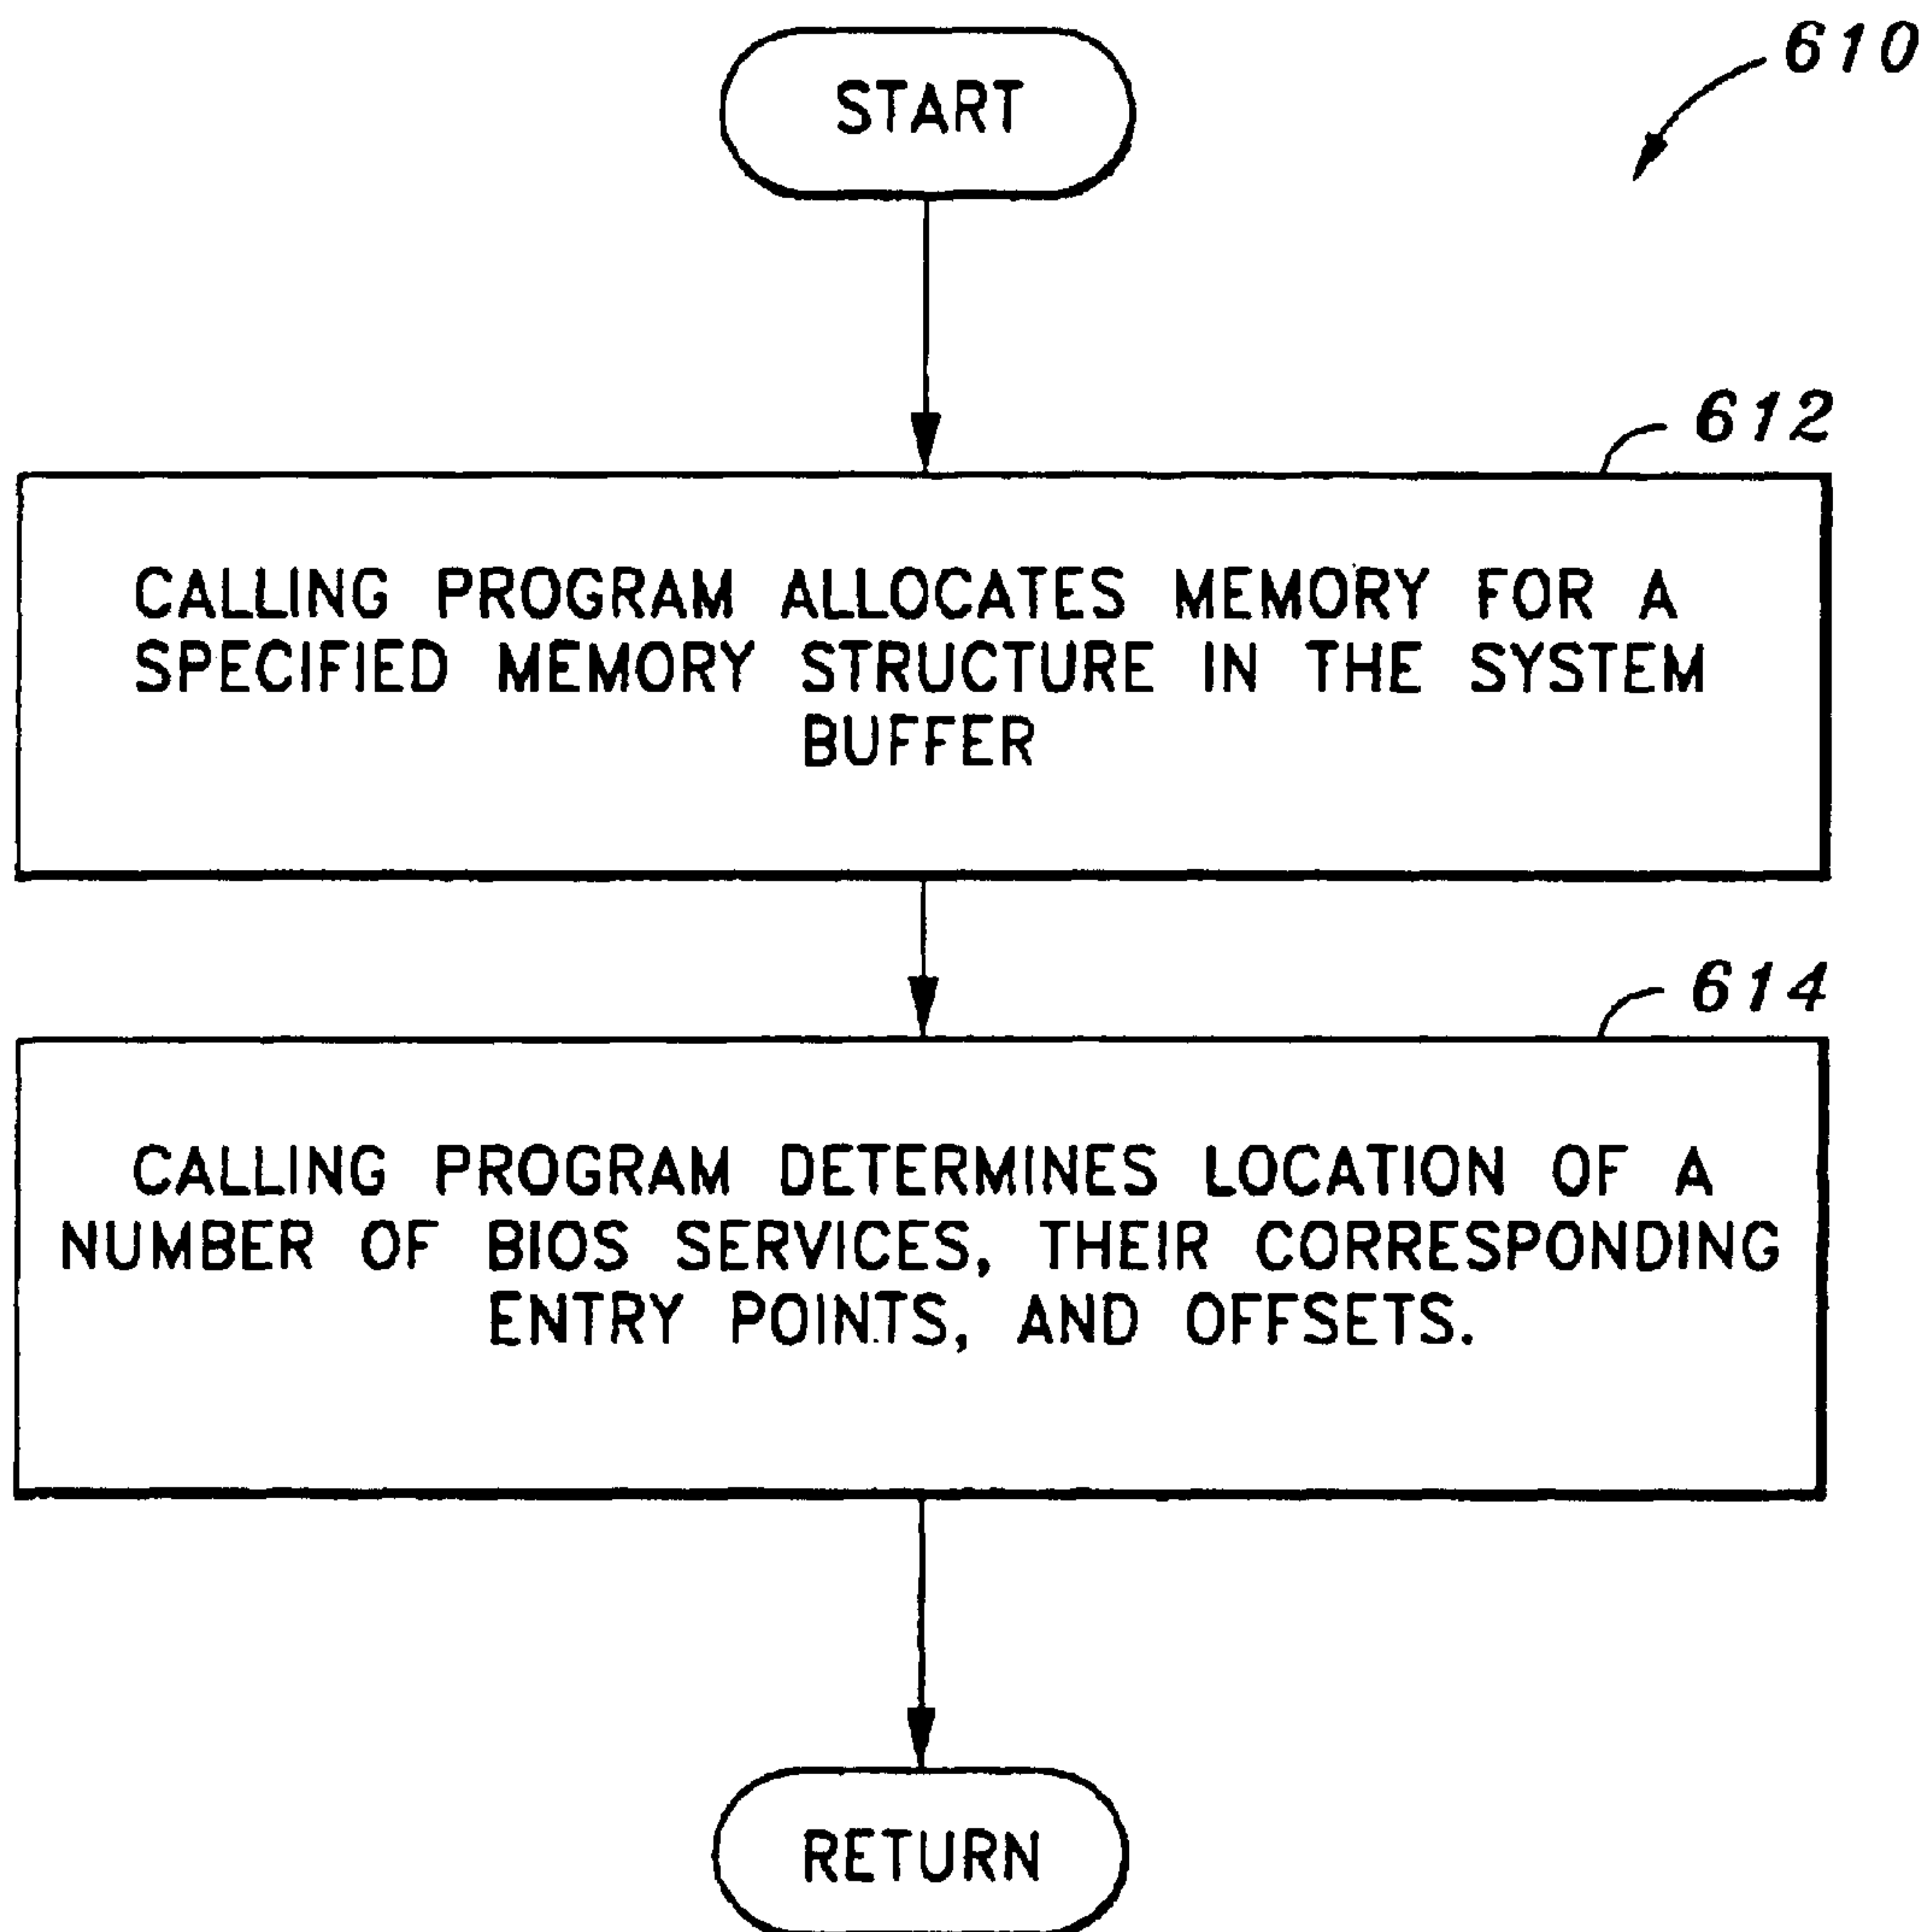 START
610
612
CALLING PROGRAM ALLOCATES MEMORY FOR A
SPECIFIED MEMORY STRUCTURE IN THE SYSTEM
BUFFER
614
CALLING PROGRAM DETERMINES LOCATION OF A
NUMBER OF BIOS SERVICES, THEIR CORRESPONDING
ENTRY POINTS, AND OFFSETS.
RETURN